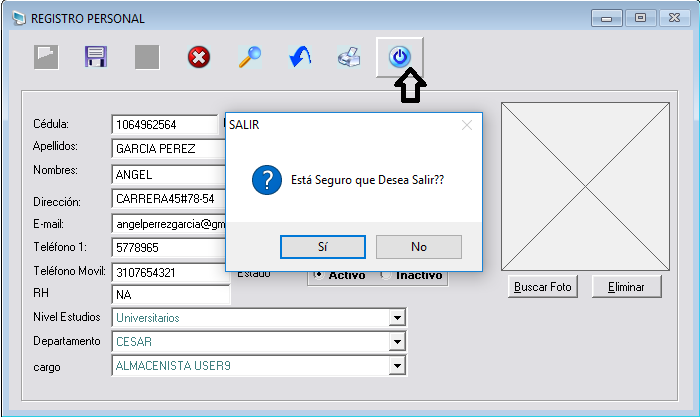 REGISTRO PERSONAL
Cédula:
1064962564
SALIR
Apellidos:
GARCIA PEREZ
Nombres:
ANGEL
Está Seguro que Desea Salir??
Dirección:
CARRERA45#78-54
E-mail:
angelperrezgarcia@gm
Teléfono 1:
5778965
Sí
No
Teléfono Movil:
3107654321
Estado
Activo
Inactivo
Buscar Foto
Eliminar
RH
NA
Nivel Estudios
Universitarios
Departamento
CESAR
cargo
ALMACENISTA USER9